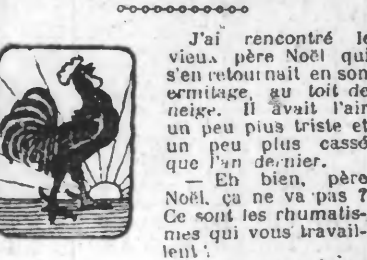 J'ai rencontré le
vieux père Noël qui
s'en retournait en son
ermitage, au toit de
neige. Il avait l'air
un peu plus triste et
un peu plus cassé
que l'an dernier.
— Eh bien, père
Noël, ça ne va pas ?
Ce sont les rhumatis-
mes qui vous travail-
lent